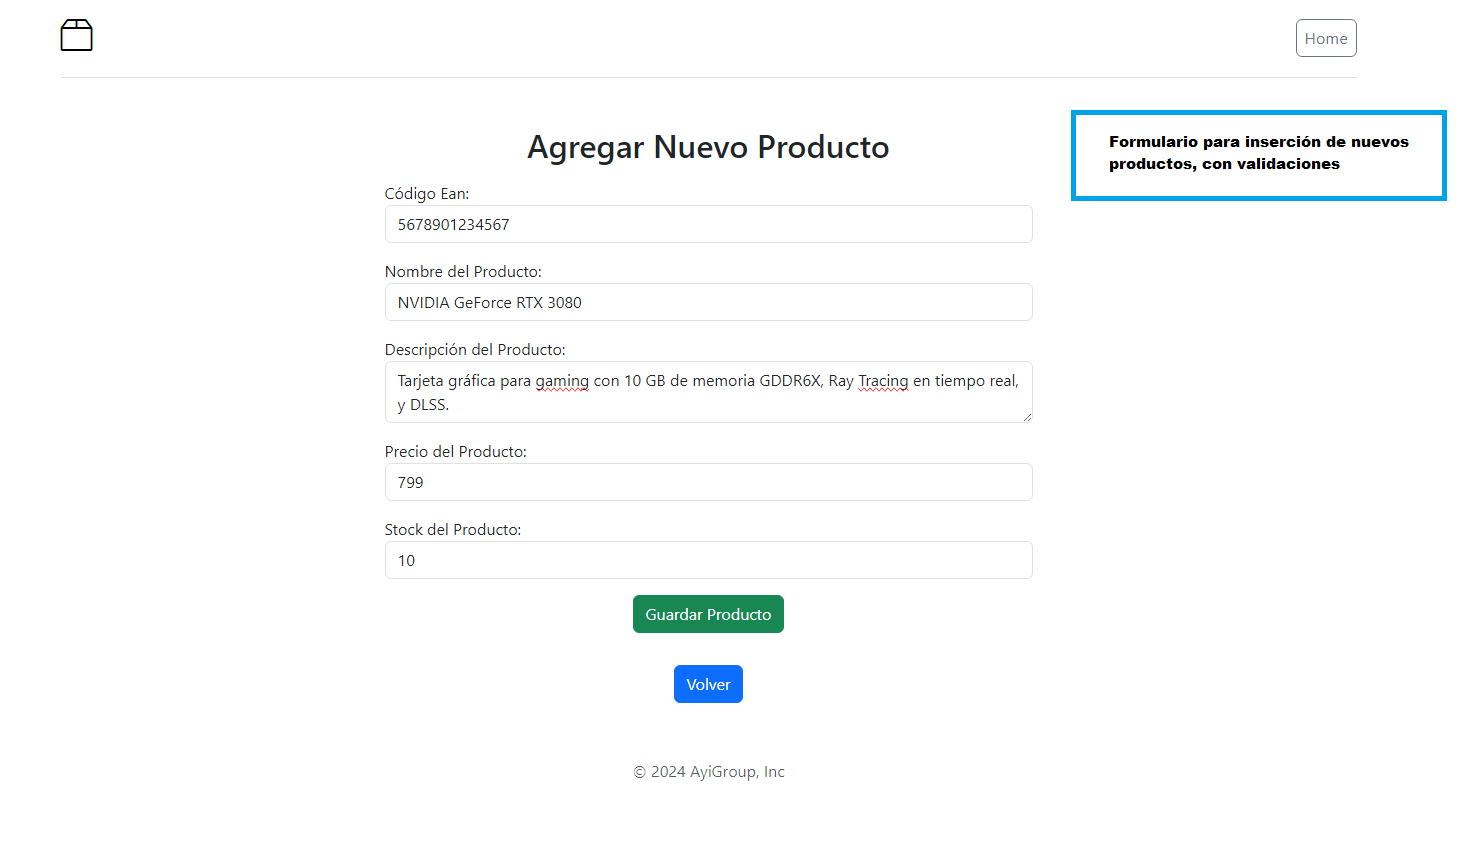 Home
Formulario para inserción de nuevos
productos, con validaciones
Agregar Nuevo Producto
Código Ean:
5678901234567
Nombre del Producto:
NVIDIA GeForce RTX 3080
Descripción del Producto:
Tarjeta gráfica para gaming con 10 GB de memoria GDDR6X, Ray Tracing en tiempo real,
y DLSS.
Precio del Producto:
799
Stock del Producto:
10
Guardar Producto
Volver
© 2024 AyiGroup, Inc